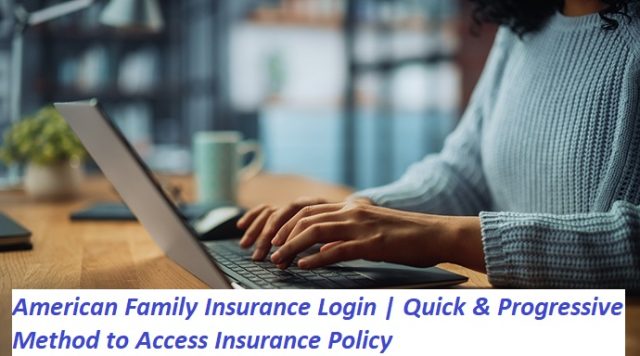 American Family Insurance Login | Quick & Progressive
Method to Access Insurance Policy